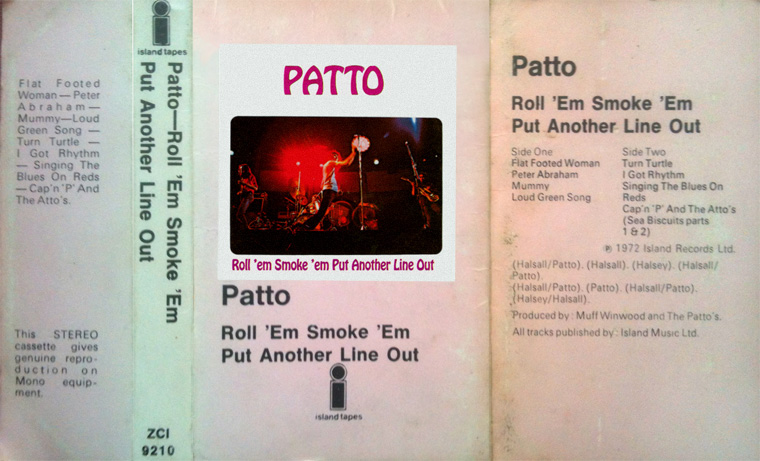 Flat Footed
Woman — Peter
Abraham —
Mummy—Loud
Green Song —
Turn Turtle —
I Got Rhythm
— Singing The
Blues On Reds
— Cap'n 'P' And
The Atto's.
This STEREO
cassette gives
genuine repro-
duction on
Mono equip-
ment.
island tapes
Patto—Roll 'Em Smoke 'Em
Put Another Line Out
ZCI
9210
PATTO
Roll 'em Smoke 'em Put Another Line Out
Patto
Roll 'Em Smoke 'Em
Put Another Line Out
island tapes
Patto
Roll 'Em Smoke 'Em
Put Another Line Out
Side One
Flat Footed Woman
Peter Abraham
Mummy
Loud Green Song
Side Two
Turn Turtle
I Got Rhythm
Singing The Blues On
Reds
Cap'n 'P' And The Atto's
(Sea Biscuits parts
1 & 2)
℗ 1972 Island Records Ltd.
(Halsall/Patto). (Halsall). (Halsey). (Halsall/
Patto).
(Halsall/Patto). (Patto). (Halsall/Patto).
(Halsey/Halsall).
Produced by: Muff Winwood and The Patto's.
All tracks published by: Island Music Ltd.